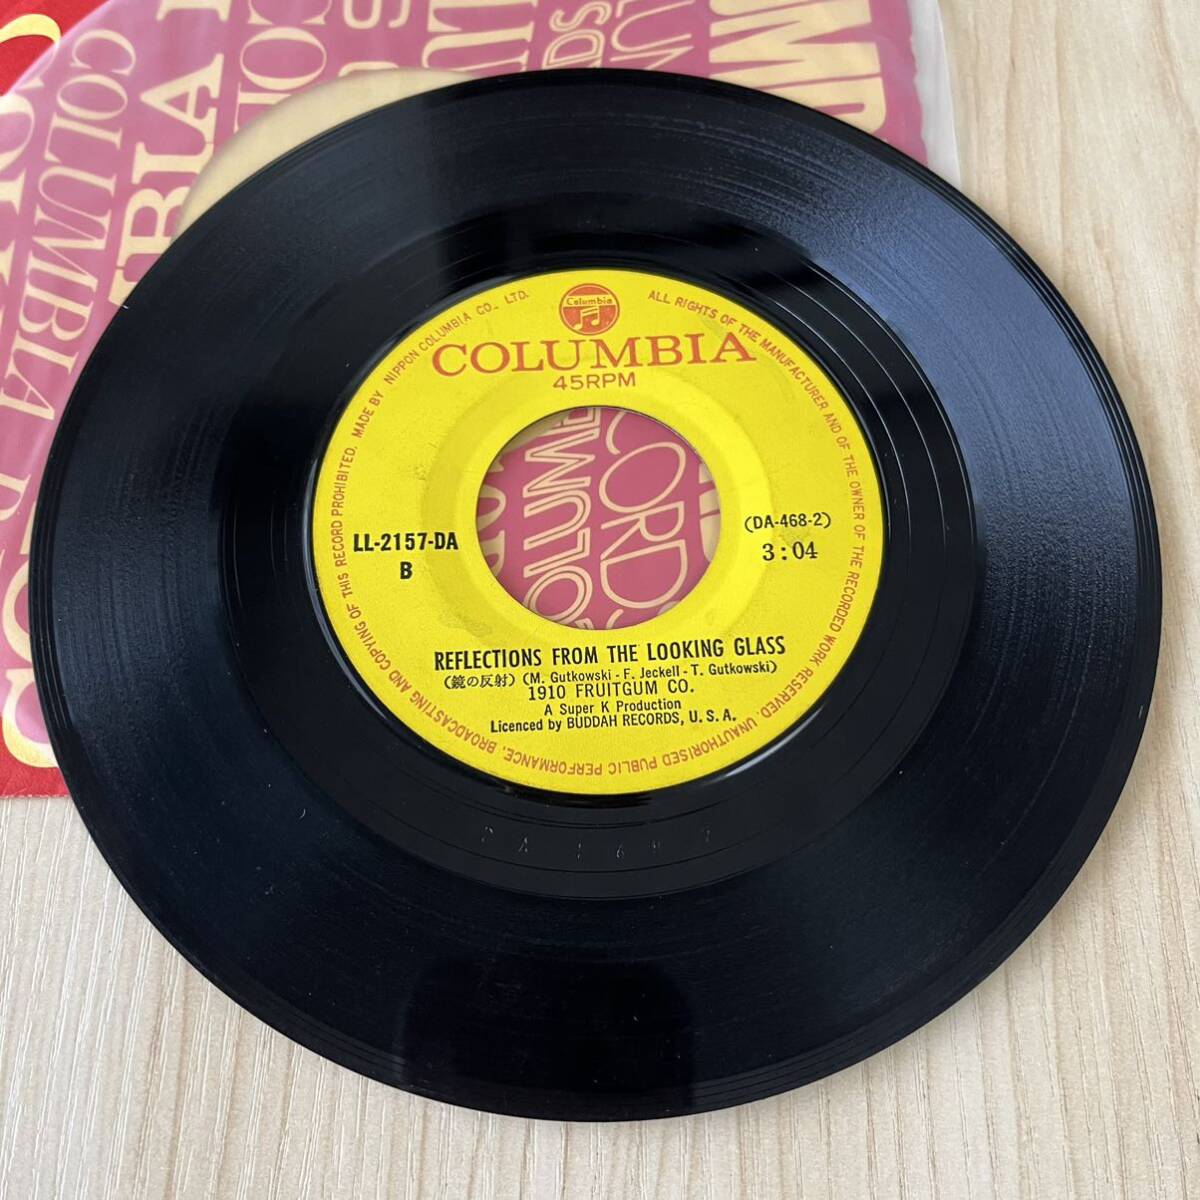 Columbia
COLUMBIA
45RPM
MADE BY NIPPON COLUMBIA CO., LTD.
ALL RIGHTS OF THE MANUFACTURER AND OF THE OWNER OF THE RECORDED WORK RESERVED. UNAUTHORISED PUBLIC PERFORMANCE, BROADCASTING AND COPYING OF THIS RECORD PROHIBITED.
LL-2157-DA
B
(DA-468-2)
3:04
REFLECTIONS FROM THE LOOKING GLASS
(鏡の反射) (M. Gutkowski - F. Jeckell - T. Gutkowski)
1910 FRUITGUM CO.
A Super K Production
Licenced by BUDDAH RECORDS, U.S.A.
COLUMBIA